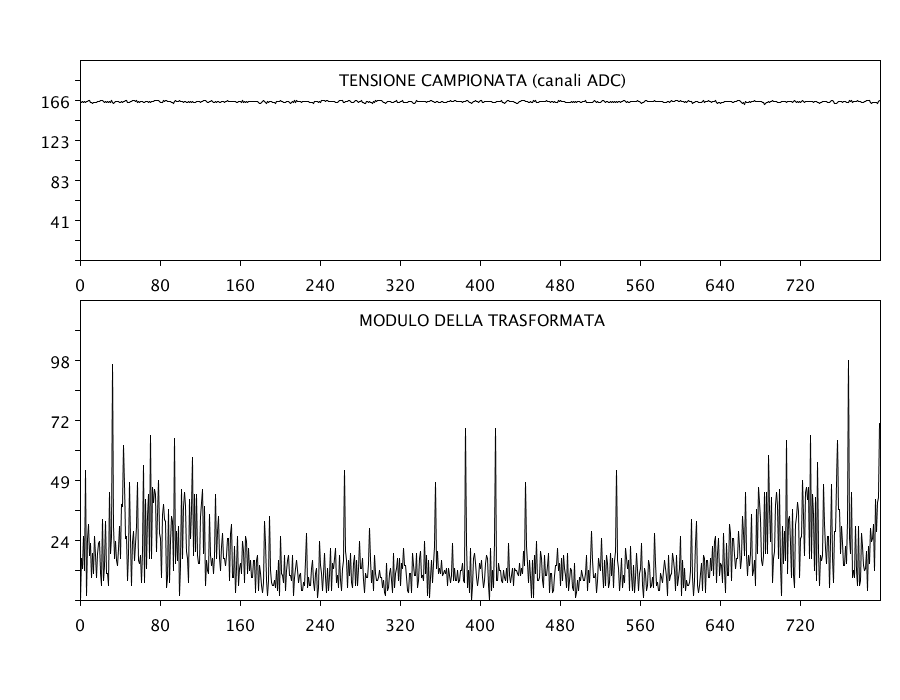 TENSIONE CAMPIONATA (canali ADC)
166
123
83
41
0 80 160 240 320 400 480 560 640 720
MODULO DELLA TRASFORMATA
98
72
49
24
0 80 160 240 320 400 480 560 640 720